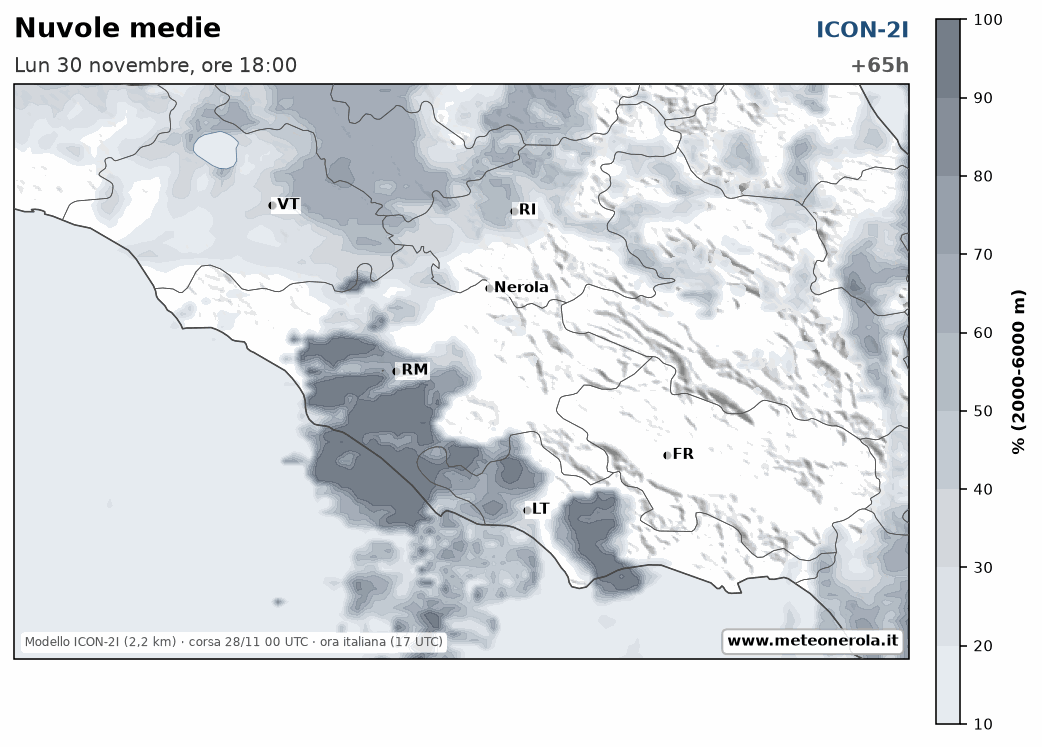 Nuvole medie
ICON-2I
Lun 30 novembre, ore 18:00
+65h
VT
RI
Nerola
RM
FR
LT
Modello ICON-2I (2,2 km) · corsa 28/11 00 UTC · ora italiana (17 UTC)
www.meteonerola.it
100
90
80
70
60
50
40
30
20
10
% (2000-6000 m)